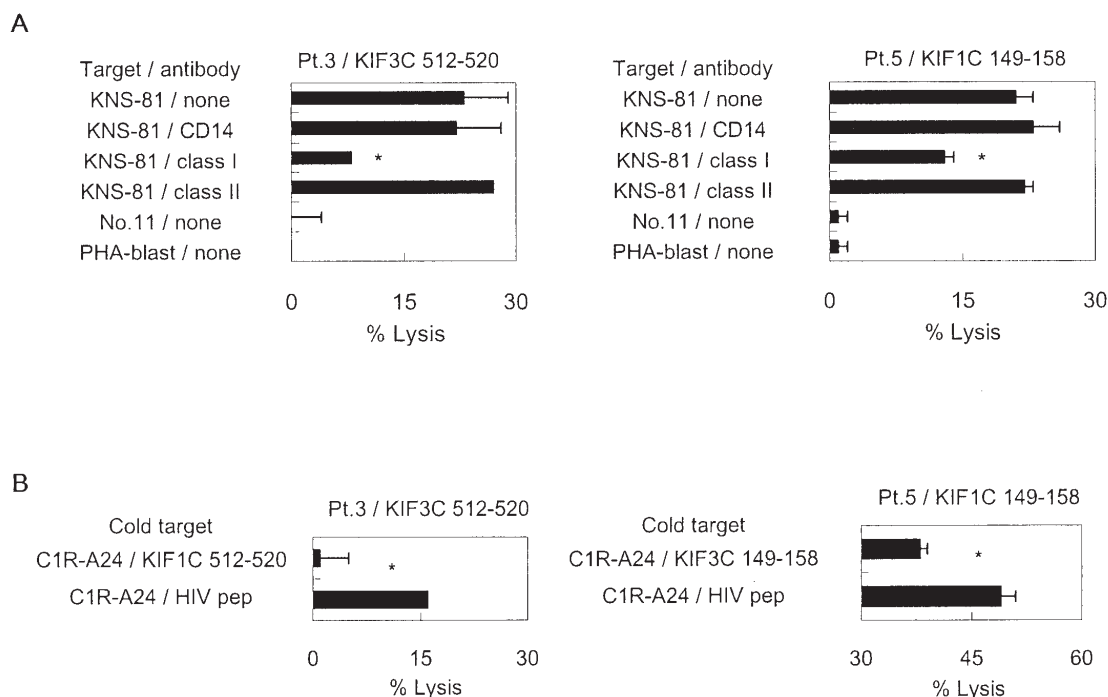 A
Pt.3 / KIF3C 512-520
Target / antibody
KNS-81 / none
KNS-81 / CD14
KNS-81 / class I
*
KNS-81 / class II
No.11 / none
PHA-blast / none
0 15 30
% Lysis
Pt.5 / KIF1C 149-158
Target / antibody
KNS-81 / none
KNS-81 / CD14
KNS-81 / class I
*
KNS-81 / class II
No.11 / none
PHA-blast / none
0 15 30
% Lysis
B
Pt.3 / KIF3C 512-520
Cold target
C1R-A24 / KIF1C 512-520
*
C1R-A24 / HIV pep
0 15 30
% Lysis
Pt.5 / KIF1C 149-158
Cold target
C1R-A24 / KIF3C 149-158
*
C1R-A24 / HIV pep
30 45 60
% Lysis